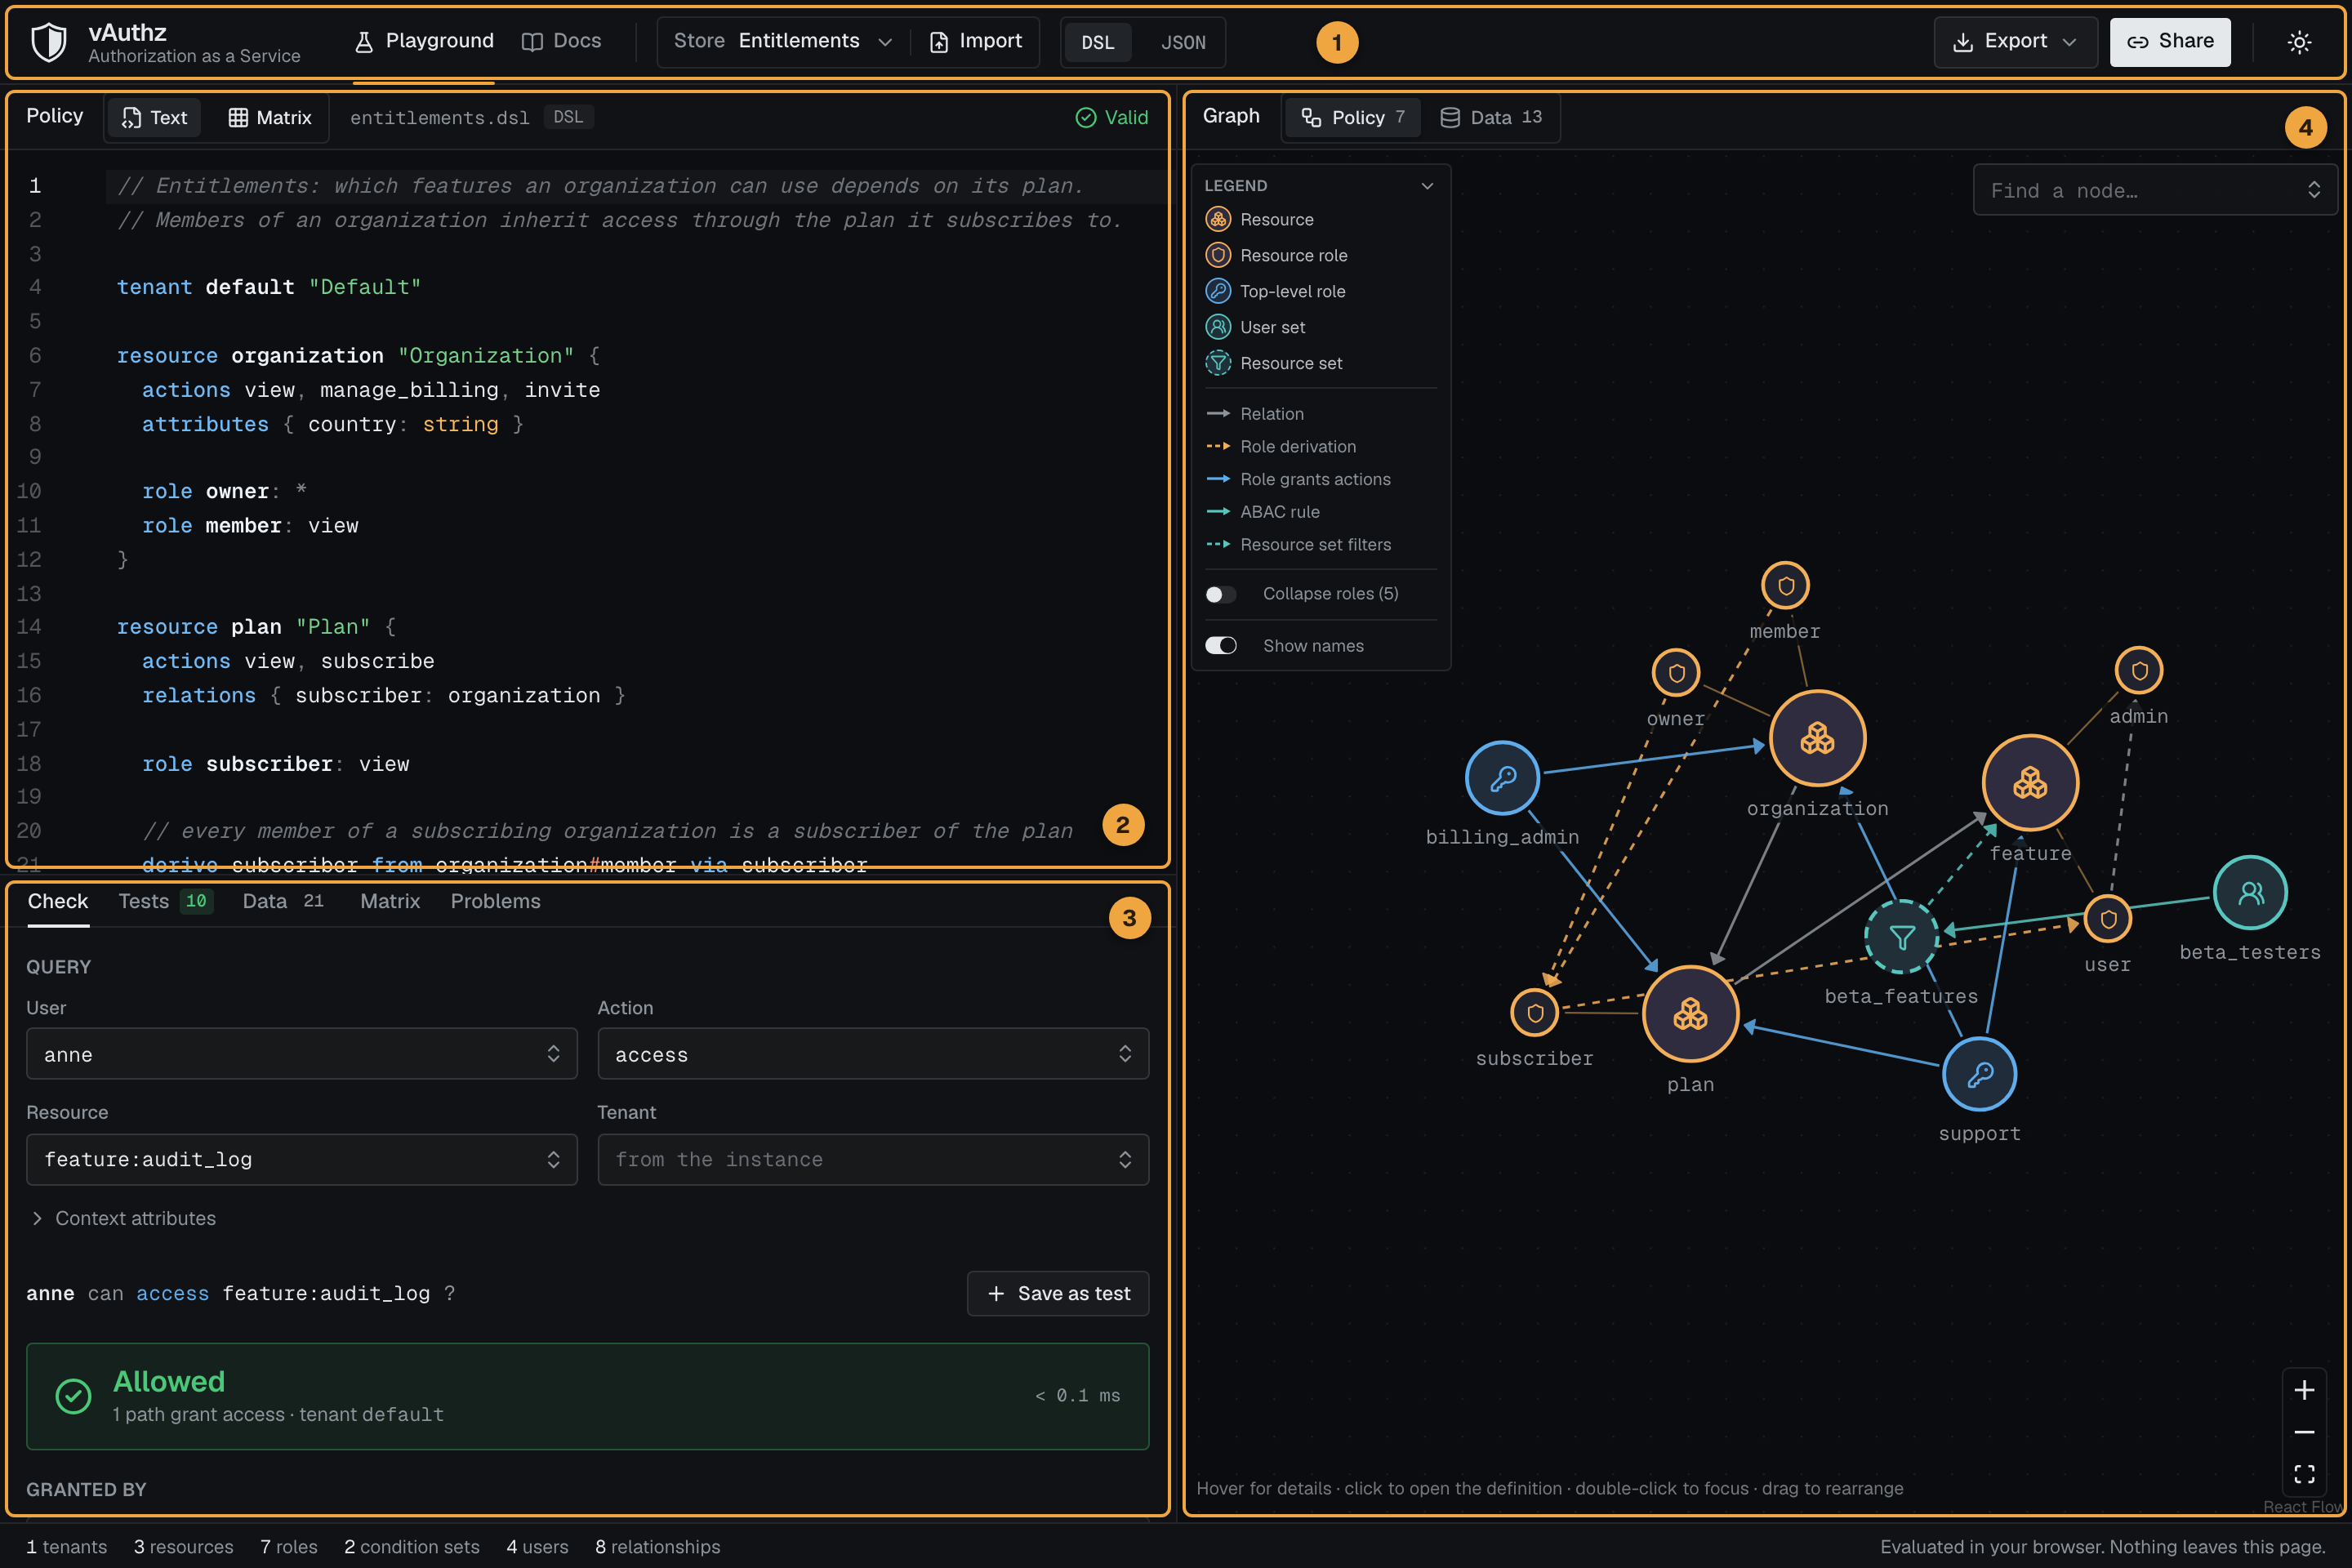 vAuthz
Authorization as a Service
Playground
Docs
Store Entitlements
Import
DSL
JSON
1
Export
Share
Policy
Text
Matrix
entitlements.dsl
DSL
Valid
1 // Entitlements: which features an organization can use depends on its plan.
2 // Members of an organization inherit access through the plan it subscribes to.
3
4 tenant default "Default"
5
6 resource organization "Organization" {
7 actions view, manage_billing, invite
8 attributes { country: string }
9
10 role owner: *
11 role member: view
12 }
13
14 resource plan "Plan" {
15 actions view, subscribe
16 relations { subscriber: organization }
17
18 role subscriber: view
19
20 // every member of a subscribing organization is a subscriber of the plan
21 derive subscriber from organization#member via subscriber
2
Check
Tests 10
Data 21
Matrix
Problems
3
QUERY
User
Action
anne
access
Resource
Tenant
feature:audit_log
from the instance
Context attributes
anne can access feature:audit_log ?
Save as test
Allowed
1 path grant access · tenant default
< 0.1 ms
GRANTED BY
Graph
Policy 7
Data 13
4
LEGEND
Resource
Resource role
Top-level role
User set
Resource set
Relation
Role derivation
Role grants actions
ABAC rule
Resource set filters
Collapse roles (5)
Show names
Find a node…
member
owner
admin
organization
billing_admin
feature
beta_testers
user
beta_features
subscriber
plan
support
Hover for details · click to open the definition · double-click to focus · drag to rearrange
React Flow
1 tenants 3 resources 7 roles 2 condition sets 4 users 8 relationships
Evaluated in your browser. Nothing leaves this page.